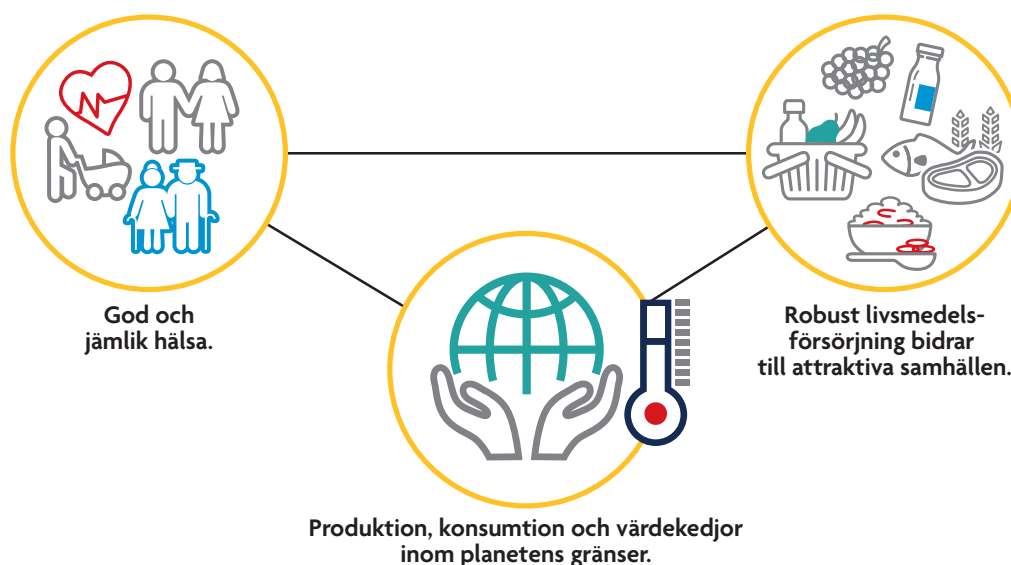 God och
jämlik hälsa.
Robust livsmedels-
försörjning bidrar
till attraktiva samhällen.
Produktion, konsumtion och värdekedjor
inom planetens gränser.